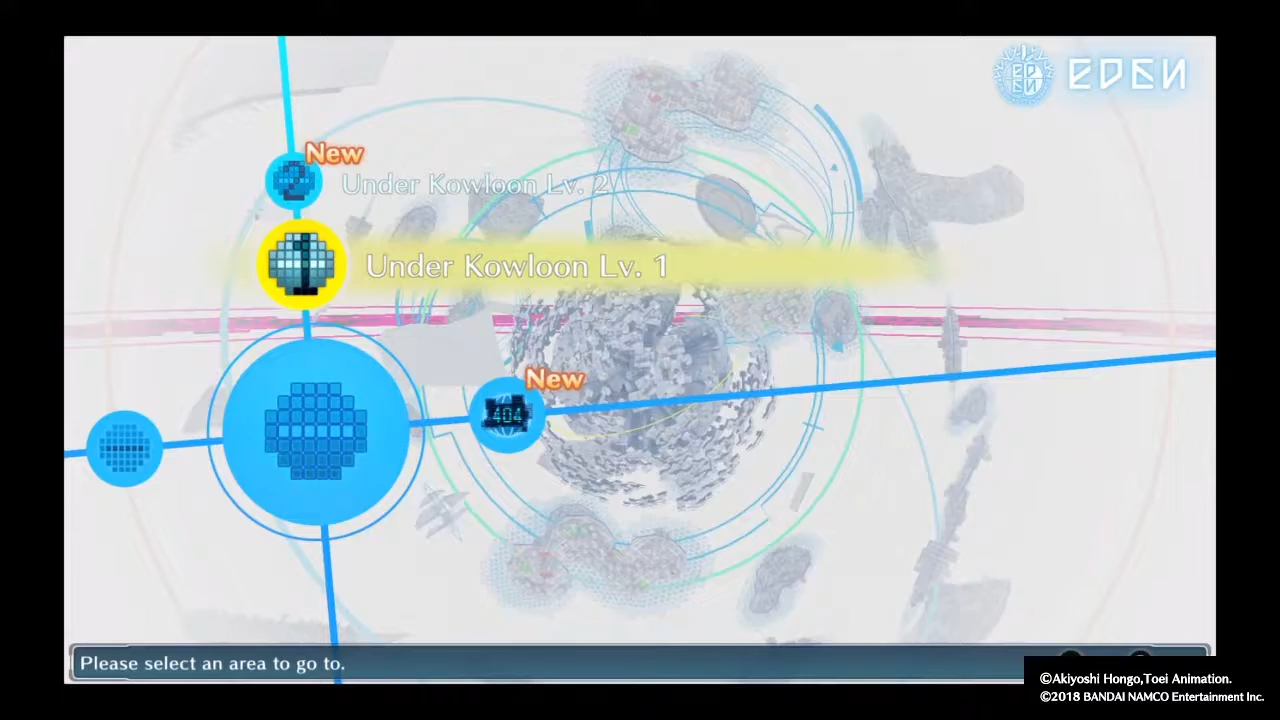 EDEN
New
Under Kowloon Lv. 2
Under Kowloon Lv. 1
New
404
Please select an area to go to.
©Akiyoshi Hongo,Toei Animation.
©2018 BANDAI NAMCO Entertainment Inc.